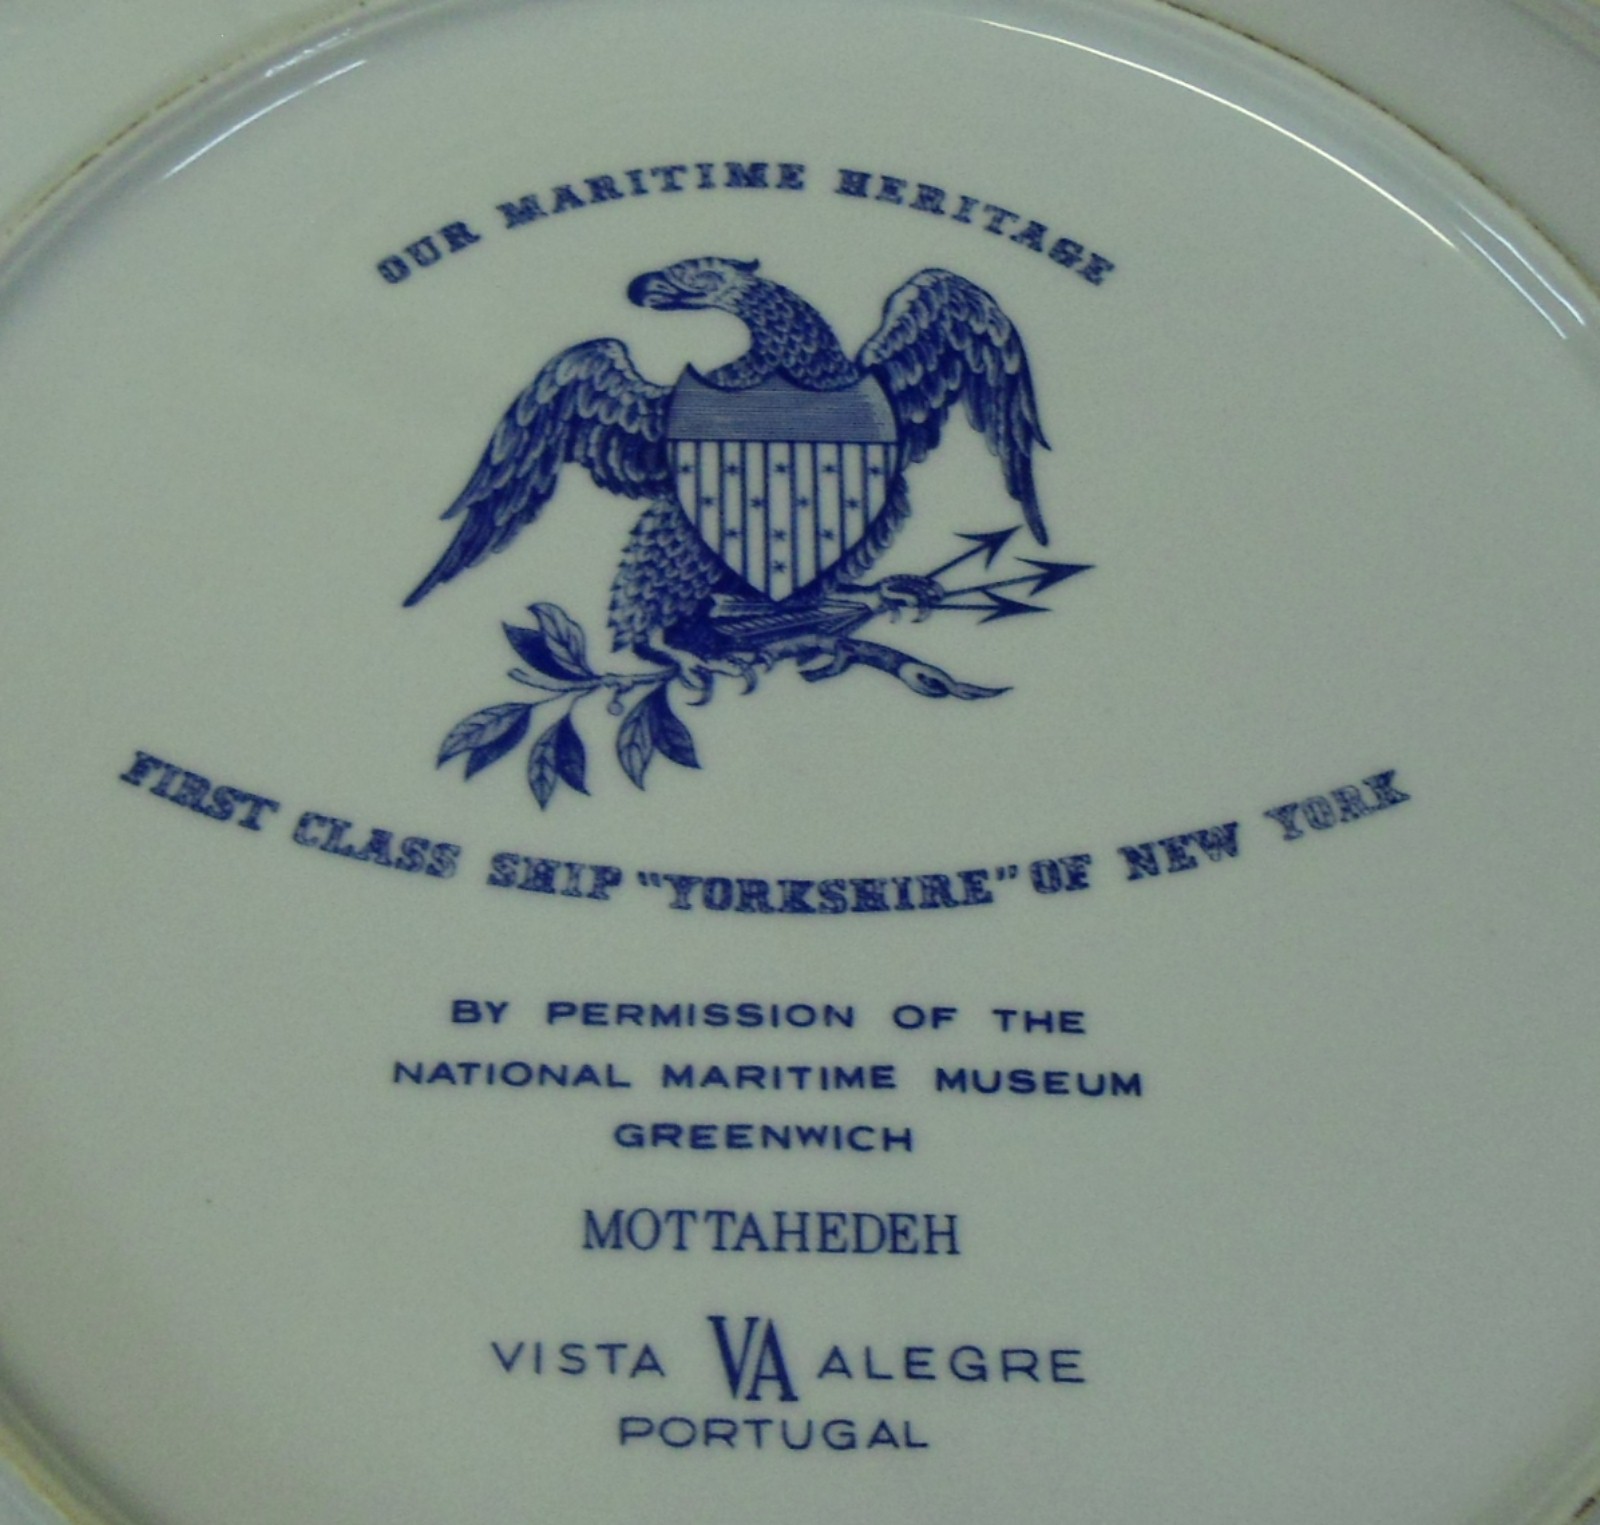 OUR MARITIME HERITAGE
FIRST CLASS SHIP "YORKSHIRE" OF NEW YORK
BY PERMISSION OF THE
NATIONAL MARITIME MUSEUM
GREENWICH
MOTTAHEDEH
VISTA VA ALEGRE
PORTUGAL